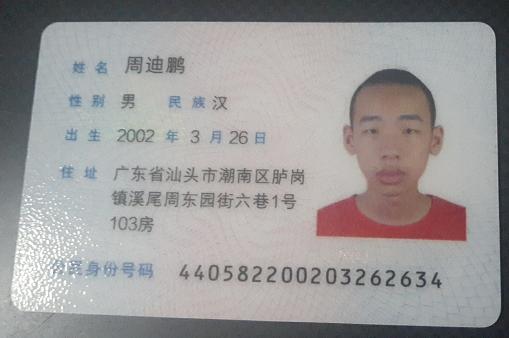 姓名 周迪鹏
性别 男 民族 汉
出生 2002 年 3 月 26 日
住址 广东省汕头市潮南区胪岗
镇溪尾周东园街六巷1号
103房
公民身份号码 440582200203262634